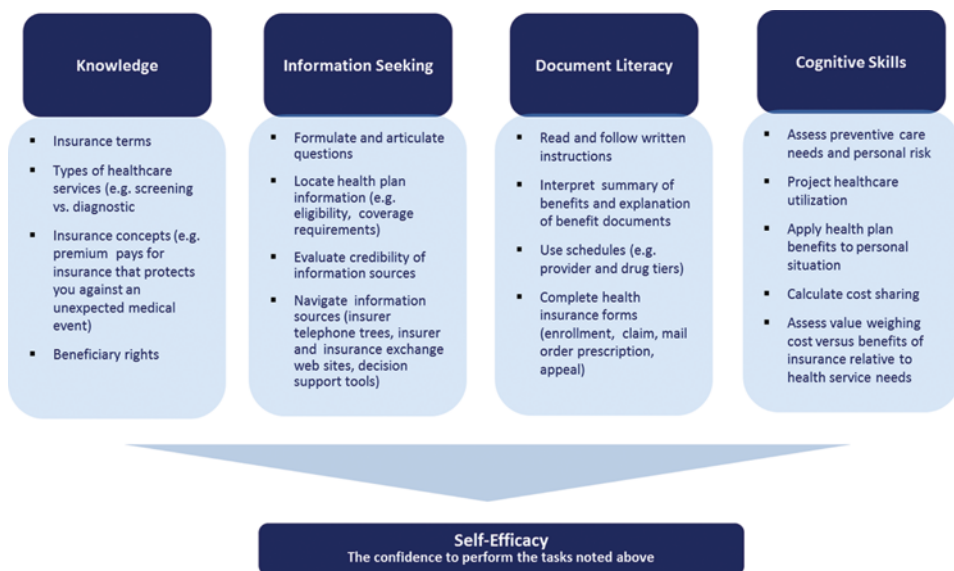 Knowledge
▪ Insurance terms
▪ Types of healthcare
services (e.g. screening
vs. diagnostic
▪ Insurance concepts (e.g.
premium pays for
insurance that protects
you against an
unexpected medical
event)
▪ Beneficiary rights
Information Seeking
▪ Formulate and articulate
questions
▪ Locate health plan
information (e.g.
eligibility, coverage
requirements)
▪ Evaluate credibility of
information sources
▪ Navigate information
sources (insurer
telephone trees, insurer
and insurance exchange
web sites, decision
support tools)
Document Literacy
▪ Read and follow written
instructions
▪ Interpret summary of
benefits and explanation
of benefit documents
▪ Use schedules (e.g.
provider and drug tiers)
▪ Complete health
insurance forms
(enrollment, claim, mail
order prescription,
appeal)
Cognitive Skills
▪ Assess preventive care
needs and personal risk
▪ Project healthcare
utilization
▪ Apply health plan
benefits to personal
situation
▪ Calculate cost sharing
▪ Assess value weighing
cost versus benefits of
insurance relative to
health service needs
Self-Efficacy
The confidence to perform the tasks noted above